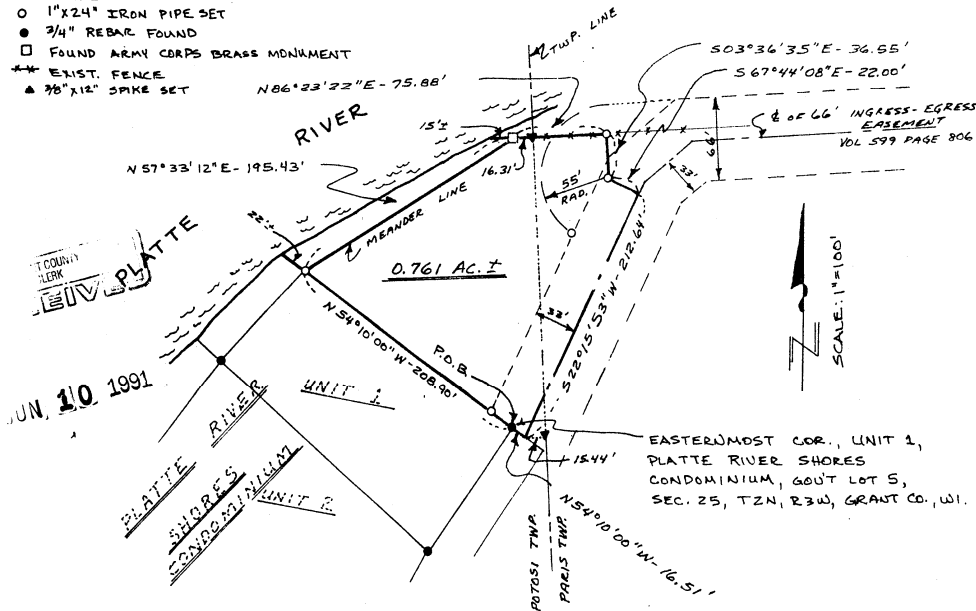 1"X24" IRON PIPE SET
3/4" REBAR FOUND
FOUND ARMY CORPS BRASS MONUMENT
EXIST. FENCE
3/8"X12" SPIKE SET
TWP. LINE
S03°36'35"E-36.55'
S67°44'08"E-22.00'
N86°23'22"E-75.88'
RIVER
15'±
16.31'
℄ OF 66' INGRESS-EGRESS
EASEMENT
VOL 599 PAGE 806
66'
33'
N57°33'12"E-195.43'
55'
RAD.
MEANDER LINE
22'±
PLATTE
T COUNTY
LERK
EIVE
0.761 AC.±
S22°15'53"W-212.64'
33'
SCALE: 1"=100'
N54°10'00"W-208.90'
P.O.B.
UN 10 1991
UNIT 1
PLATTE RIVER
SHORES
CONDOMINIUM
UNIT 2
15.44'
EASTERNMOST COR., UNIT 1,
PLATTE RIVER SHORES
CONDOMINIUM, GOU'T LOT 5,
SEC. 25, T2N, R3W, GRANT CO., WI.
N54°10'00"W-16.51'
POTOSI TWP.
PARIS TWP.